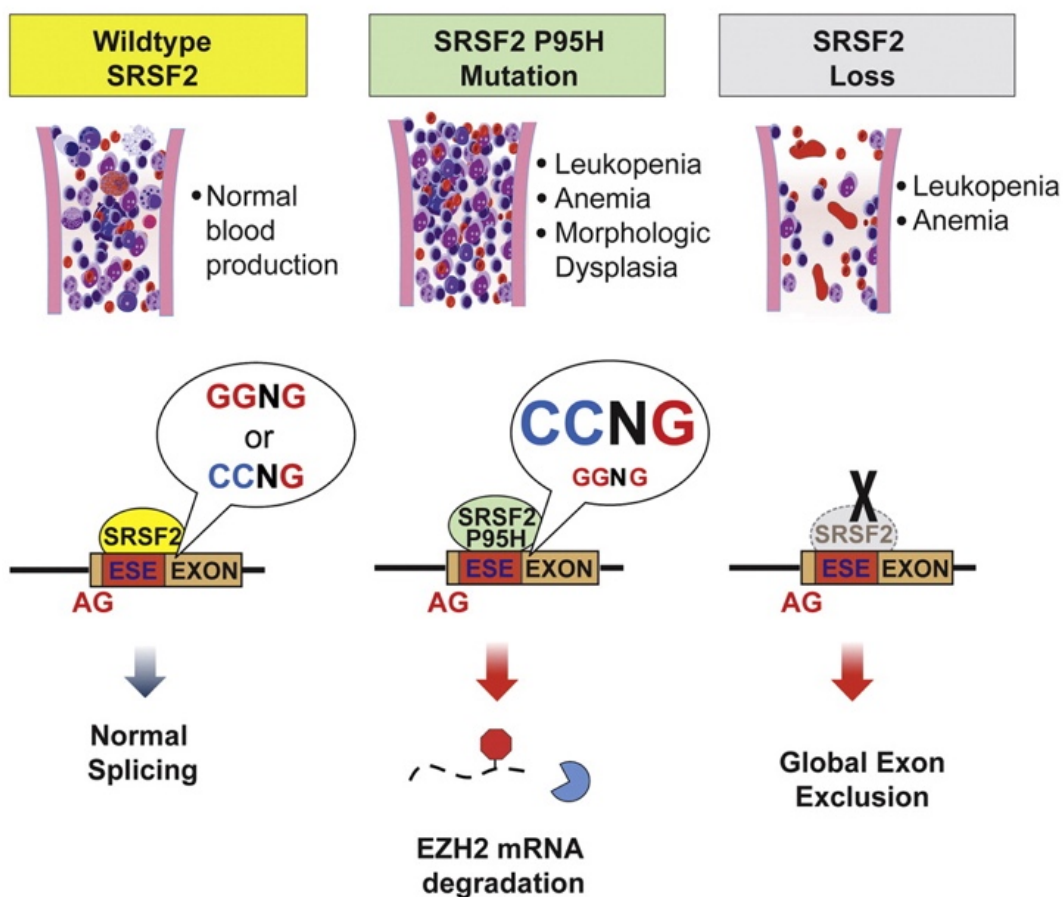 Wildtype
SRSF2
• Normal
blood
production
GGNG
or
CCNG
SRSF2
ESE EXON
AG
Normal
Splicing
SRSF2 P95H
Mutation
• Leukopenia
• Anemia
• Morphologic
Dysplasia
CCNG
GGNG
SRSF2
P95H
ESE EXON
AG
EZH2 mRNA
degradation
SRSF2
Loss
• Leukopenia
• Anemia
X
SRSF2
ESE EXON
AG
Global Exon
Exclusion